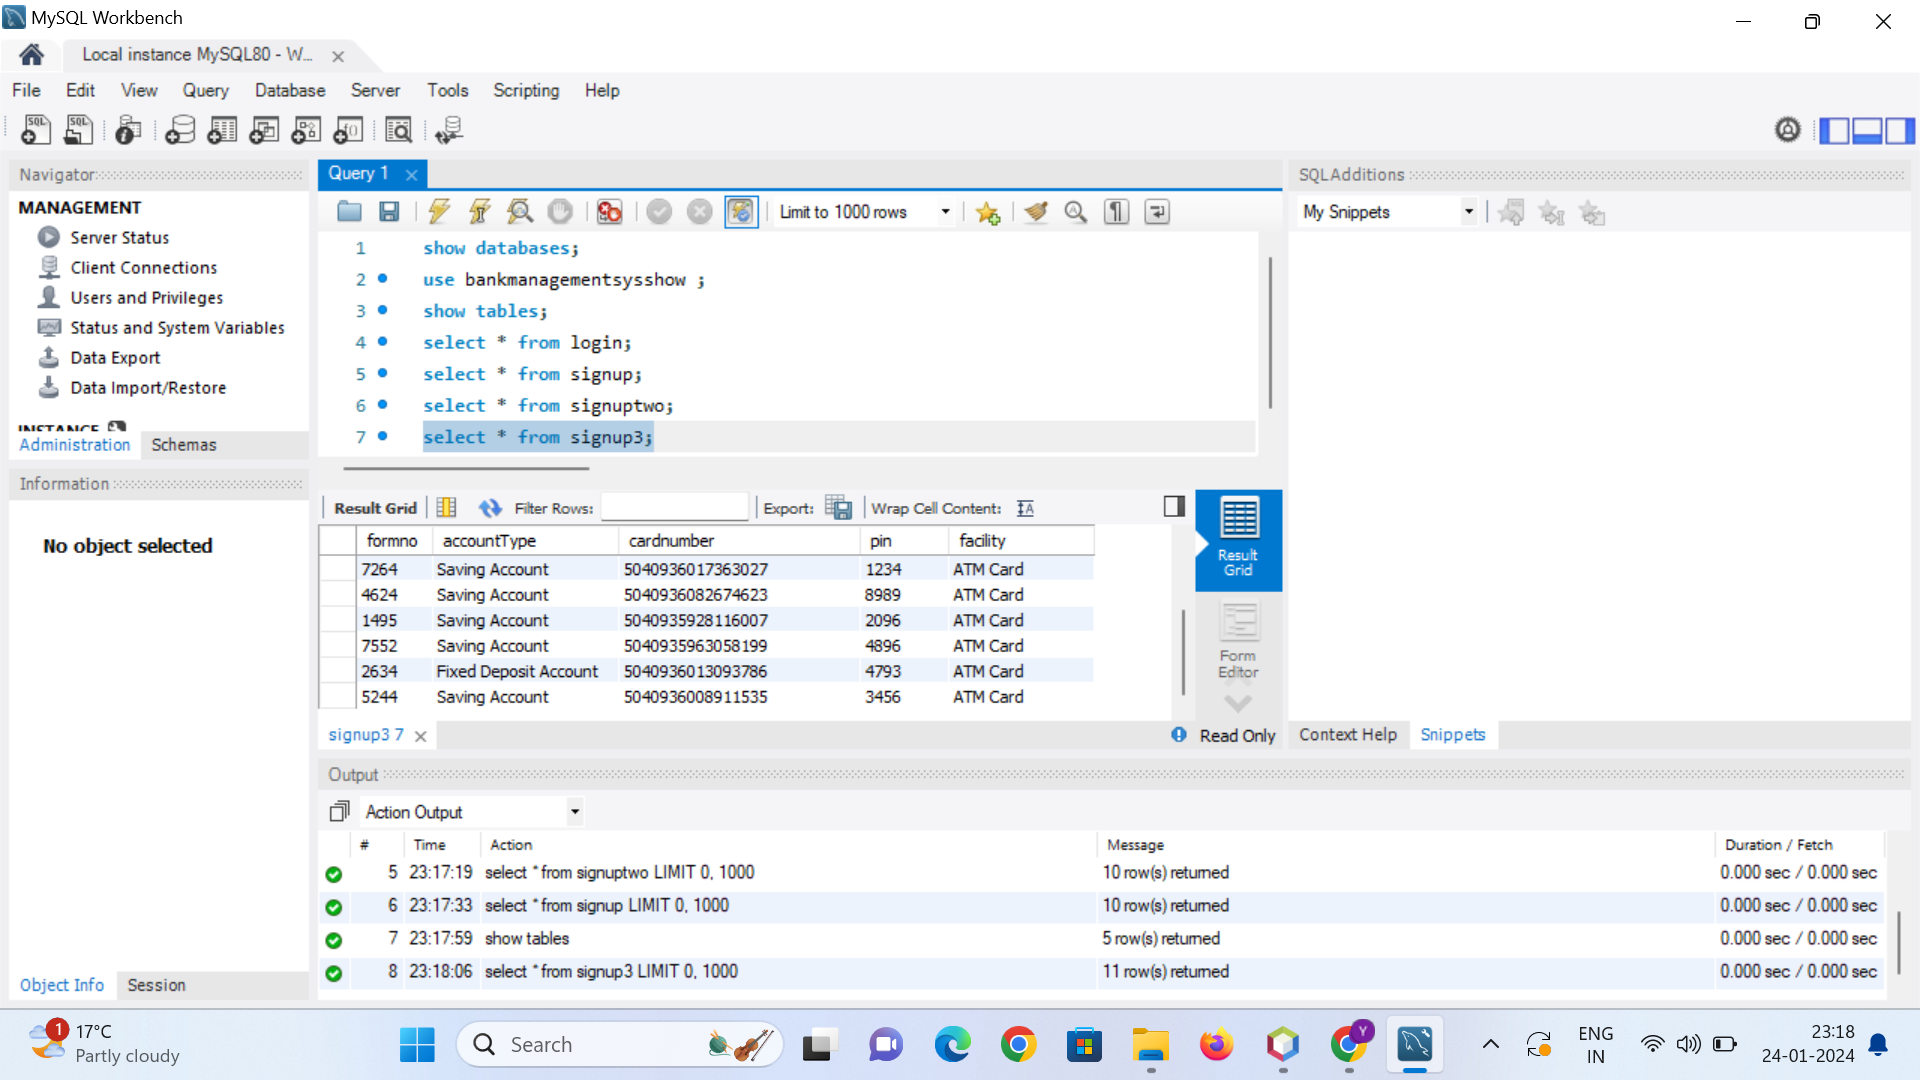 MySQL Workbench
Local instance MySQL80 - W...
File Edit View Query Database Server Tools Scripting Help
Navigator
MANAGEMENT
Server Status
Client Connections
Users and Privileges
Status and System Variables
Data Export
Data Import/Restore
INSTANCE
Administration Schemas
Information
No object selected
Object Info Session
Query 1
Limit to 1000 rows
1 show databases;
2 use bankmanagementsysshow ;
3 show tables;
4 select * from login;
5 select * from signup;
6 select * from signuptwo;
7 select * from signup3;
Result Grid Filter Rows: Export: Wrap Cell Content:
formno accountType cardnumber pin facility
7264 Saving Account 5040936017363027 1234 ATM Card
4624 Saving Account 5040936082674623 8989 ATM Card
1495 Saving Account 5040935928116007 2096 ATM Card
7552 Saving Account 5040935963058199 4896 ATM Card
2634 Fixed Deposit Account 5040936013093786 4793 ATM Card
5244 Saving Account 5040936008911535 3456 ATM Card
Result
Grid
Form
Editor
signup3 7
Read Only
SQLAdditions
My Snippets
Context Help Snippets
Output
Action Output
# Time Action Message Duration / Fetch
5 23:17:19 select * from signuptwo LIMIT 0, 1000 10 row(s) returned 0.000 sec / 0.000 sec
6 23:17:33 select * from signup LIMIT 0, 1000 10 row(s) returned 0.000 sec / 0.000 sec
7 23:17:59 show tables 5 row(s) returned 0.000 sec / 0.000 sec
8 23:18:06 select * from signup3 LIMIT 0, 1000 11 row(s) returned 0.000 sec / 0.000 sec
1
17°C
Partly cloudy
Search
Y
ENG
IN
23:18
24-01-2024